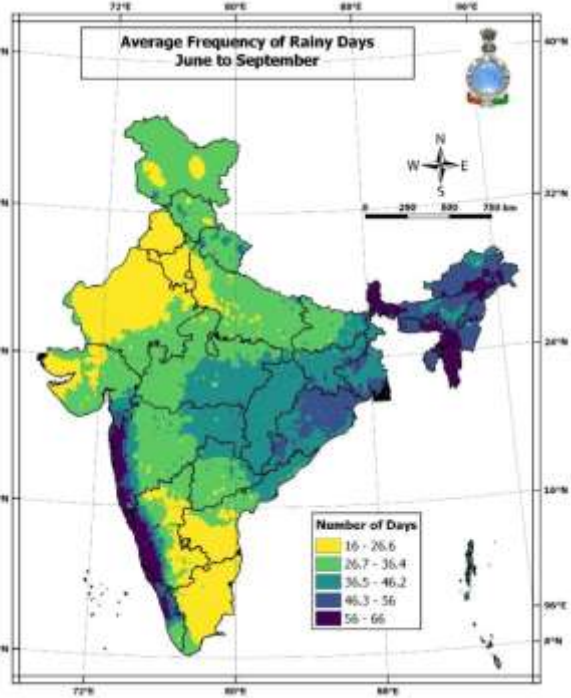 72°E 80°E 88°E 96°E
Average Frequency of Rainy Days
June to September
40°N
N
W E
S
0 250 500 750 km
32°N
24°N
16°N
Number of Days
16 - 26.6
26.7 - 36.4
36.5 - 46.2
46.3 - 56
56 - 66
96°E
8°N
72°E 80°E 88°E